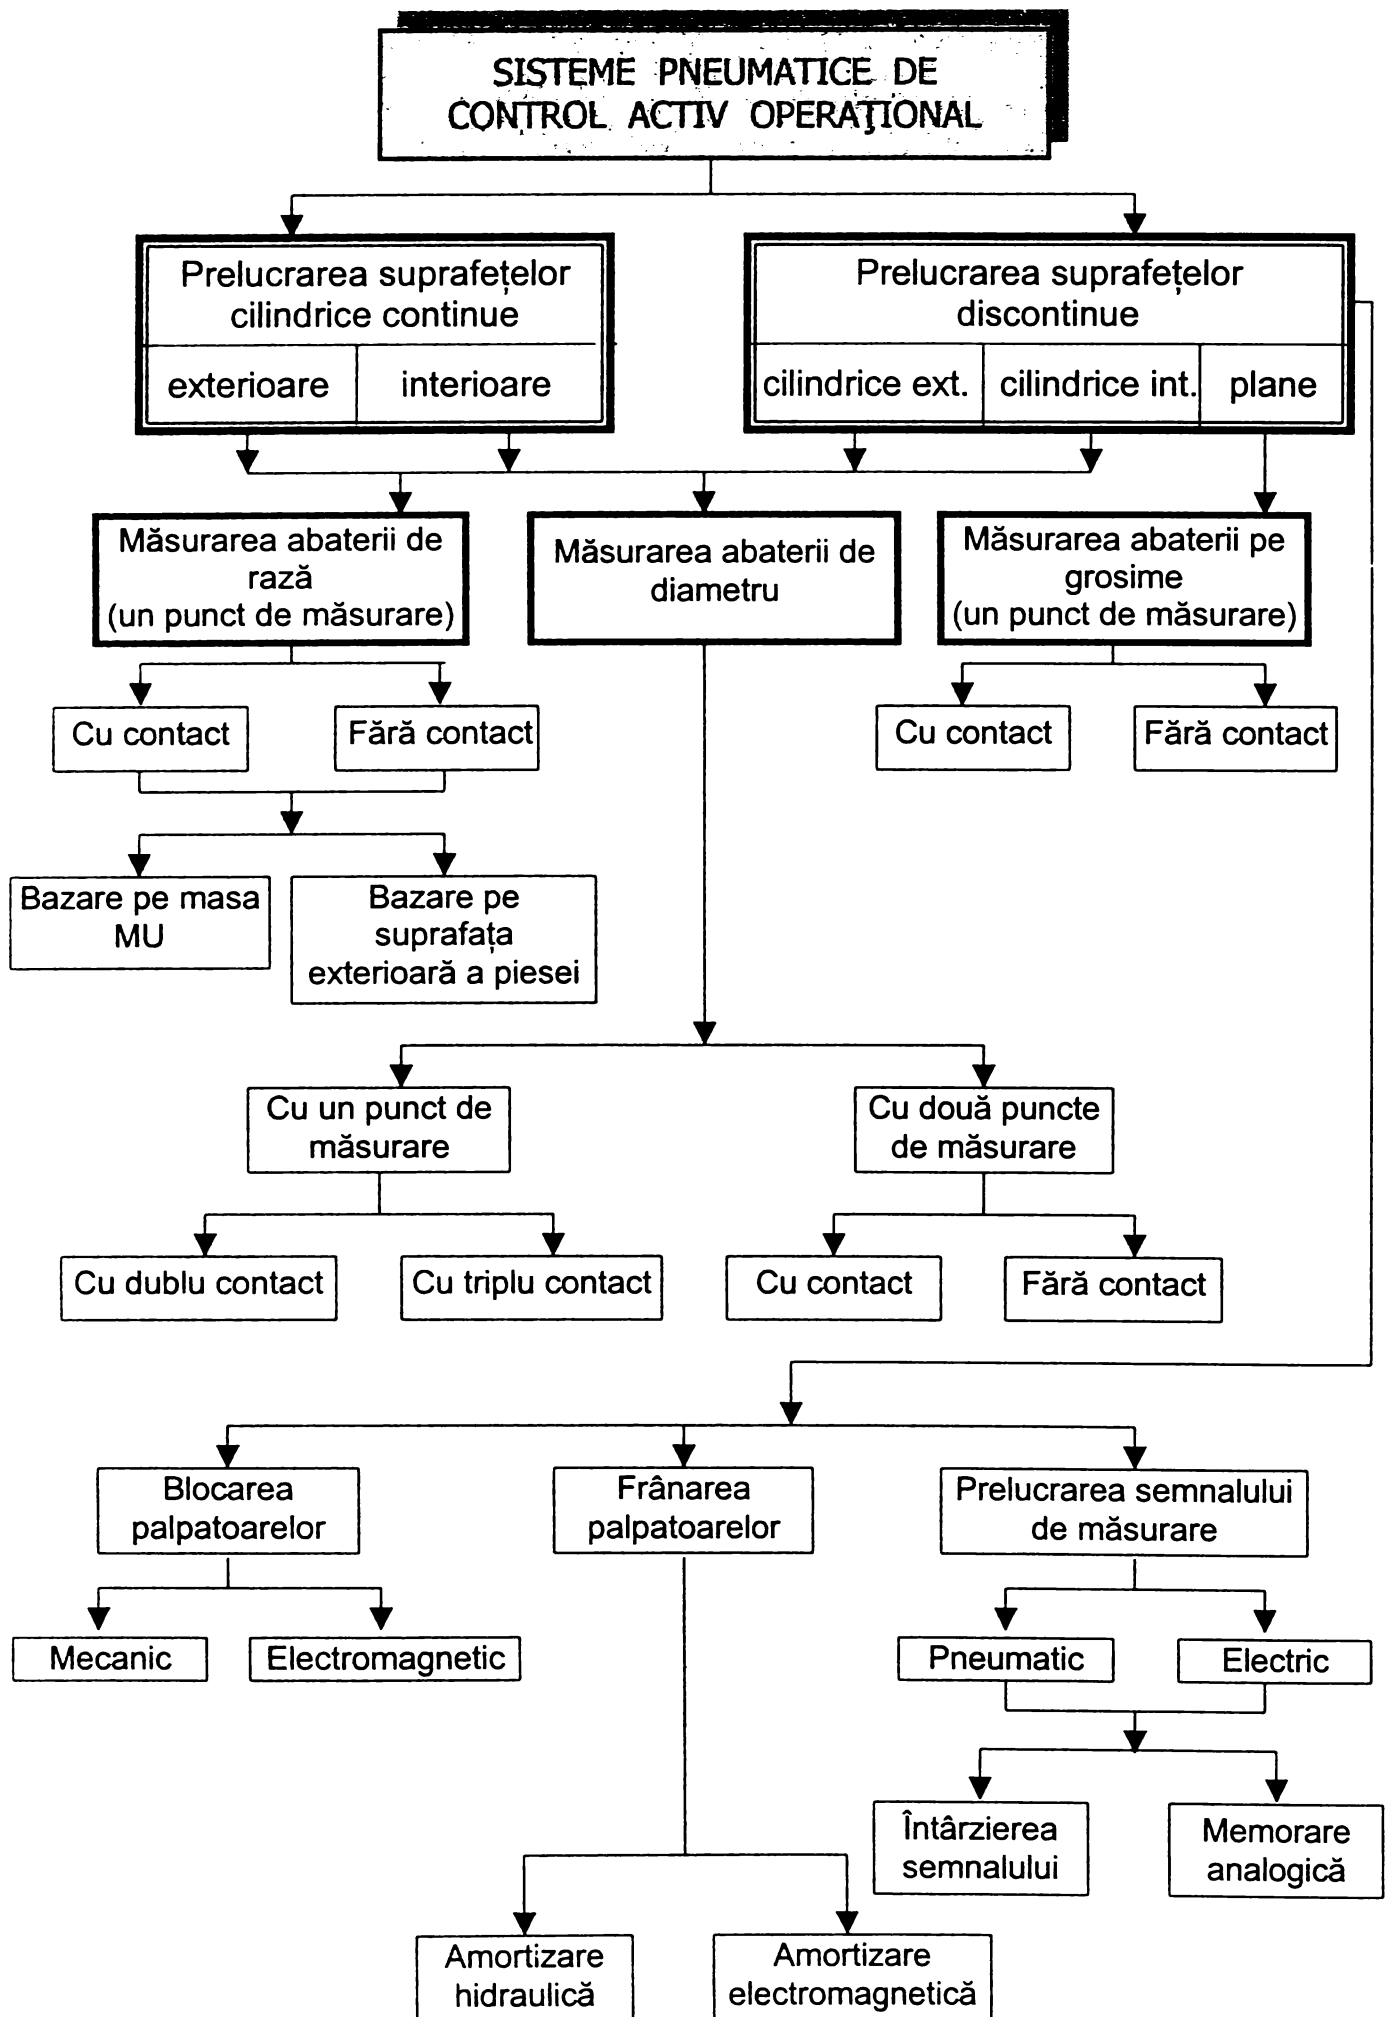 SISTEME PNEUMATICE DE
CONTROL ACTIV OPERAŢIONAL
Prelucrarea suprafețelor
cilindrice continue
exterioare
interioare
Prelucrarea suprafețelor
discontinue
cilindrice ext.
cilindrice int.
plane
Măsurarea abaterii de
rază
(un punct de măsurare)
Măsurarea abaterii de
diametru
Măsurarea abaterii pe
grosime
(un punct de măsurare)
Cu contact
Fără contact
Cu contact
Fără contact
Bazare pe masa
MU
Bazare pe
suprafața
exterioară a piesei
Cu un punct de
măsurare
Cu două puncte
de măsurare
Cu dublu contact
Cu triplu contact
Cu contact
Fără contact
Blocarea
palpatoarelor
Frânarea
palpatoarelor
Prelucrarea semnalului
de măsurare
Mecanic
Electromagnetic
Pneumatic
Electric
Întârzierea
semnalului
Memorare
analogică
Amortizare
hidraulică
Amortizare
electromagnetică